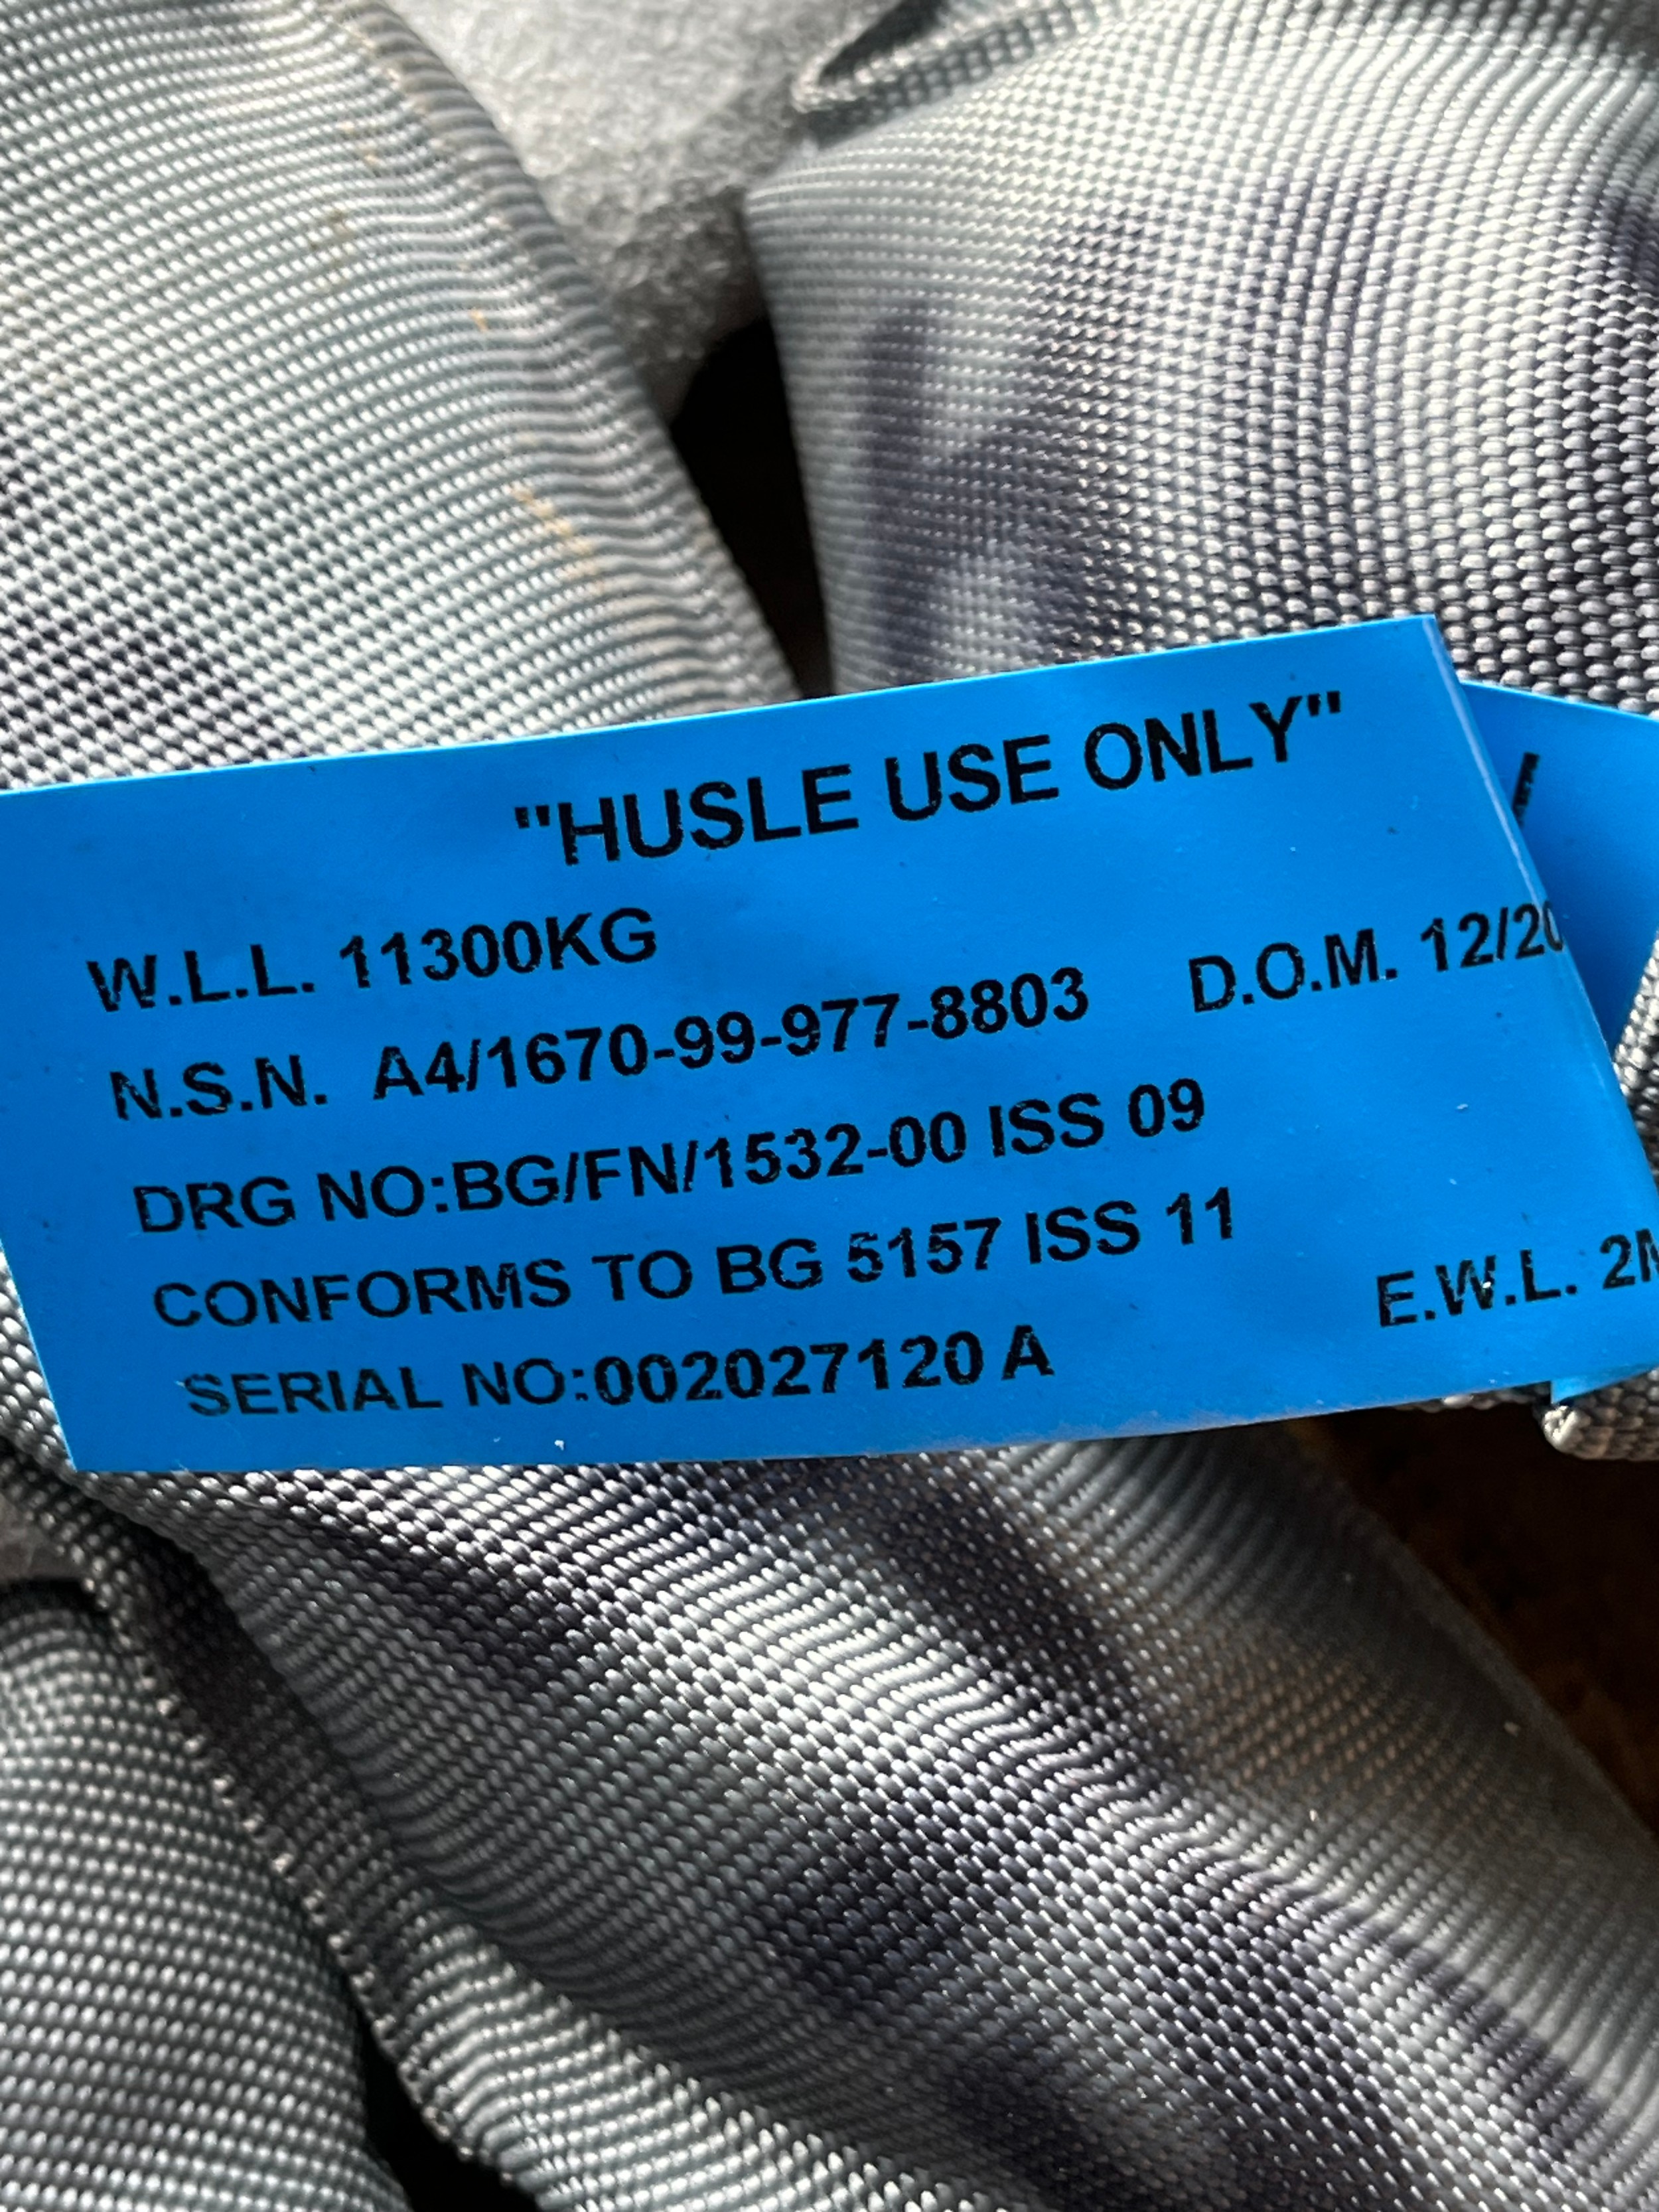 "HUSLE USE ONLY"
W.L.L. 11300KG
N.S.N. A4/1670-99-977-8803 D.O.M. 12/20
DRG NO:BG/FN/1532-00 ISS 09
CONFORMS TO BG 5157 ISS 11
SERIAL NO:002027120 A E.W.L. 2M